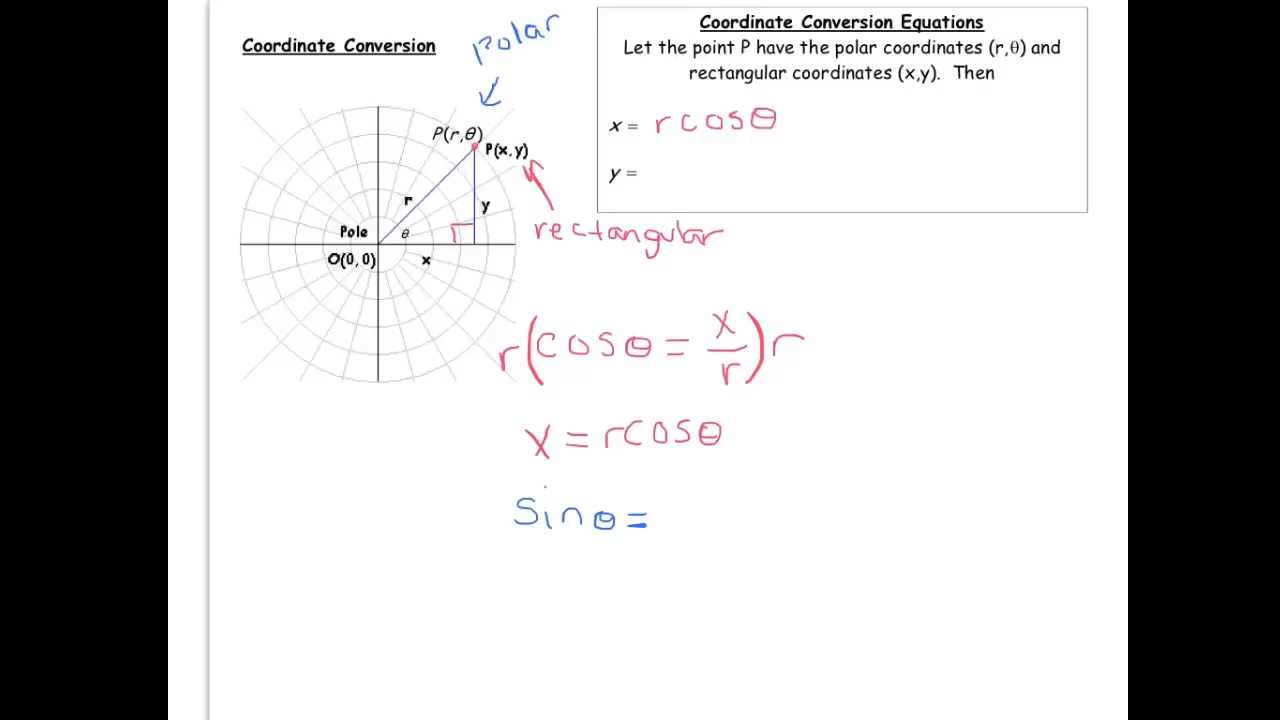 Coordinate Conversion
polar
P(r,θ)
P(x, y)
r
y
Pole
θ
O(0, 0)
x
rectangular
Coordinate Conversion Equations
Let the point P have the polar coordinates (r,θ) and
rectangular coordinates (x,y). Then
x = rcosθ
y =
r(cosθ = x/r)r
x = rcosθ
sinθ =